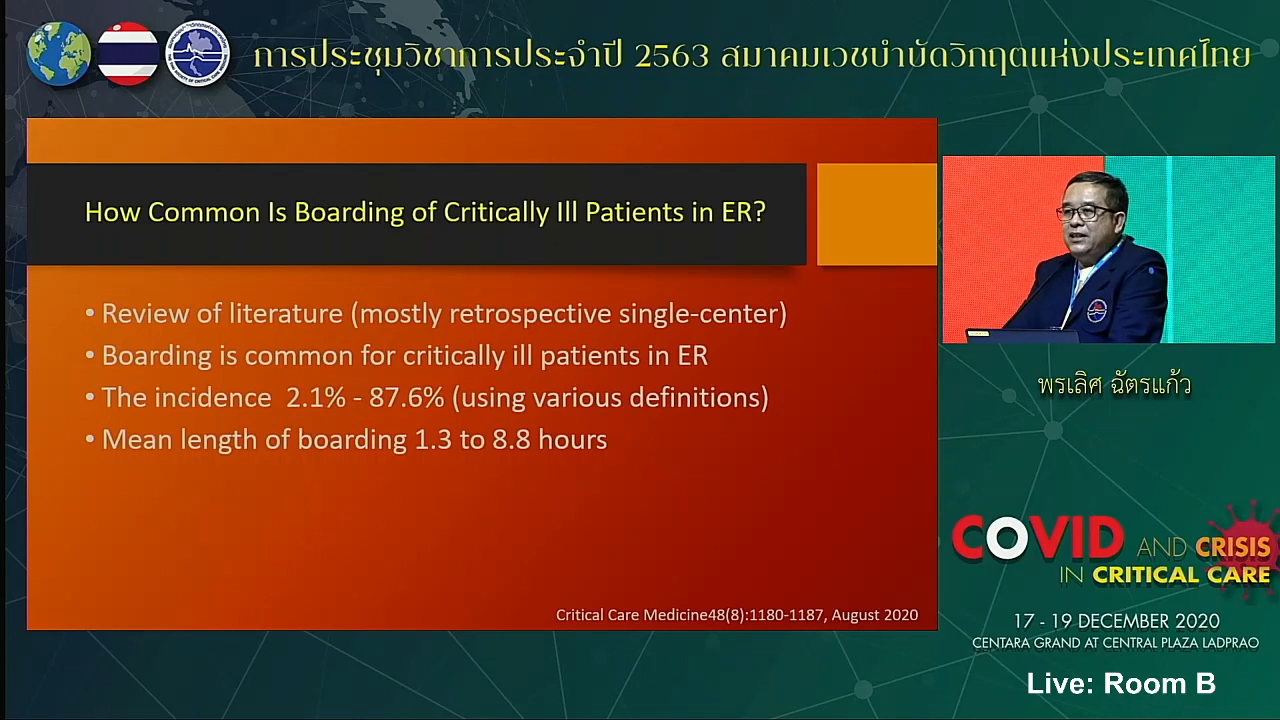 การประชุมวิชาการประจำปี 2563 สมาคมเวชบำบัดวิกฤตแห่งประเทศไทย
How Common Is Boarding of Critically Ill Patients in ER?
• Review of literature (mostly retrospective single-center)
• Boarding is common for critically ill patients in ER
• The incidence 2.1% - 87.6% (using various definitions)
• Mean length of boarding 1.3 to 8.8 hours
Critical Care Medicine48(8):1180-1187, August 2020
พรเลิศ ฉัตรแก้ว
COVID AND CRISIS
IN CRITICAL CARE
17 - 19 DECEMBER 2020
CENTARA GRAND AT CENTRAL PLAZA LADPRAO
Live: Room B